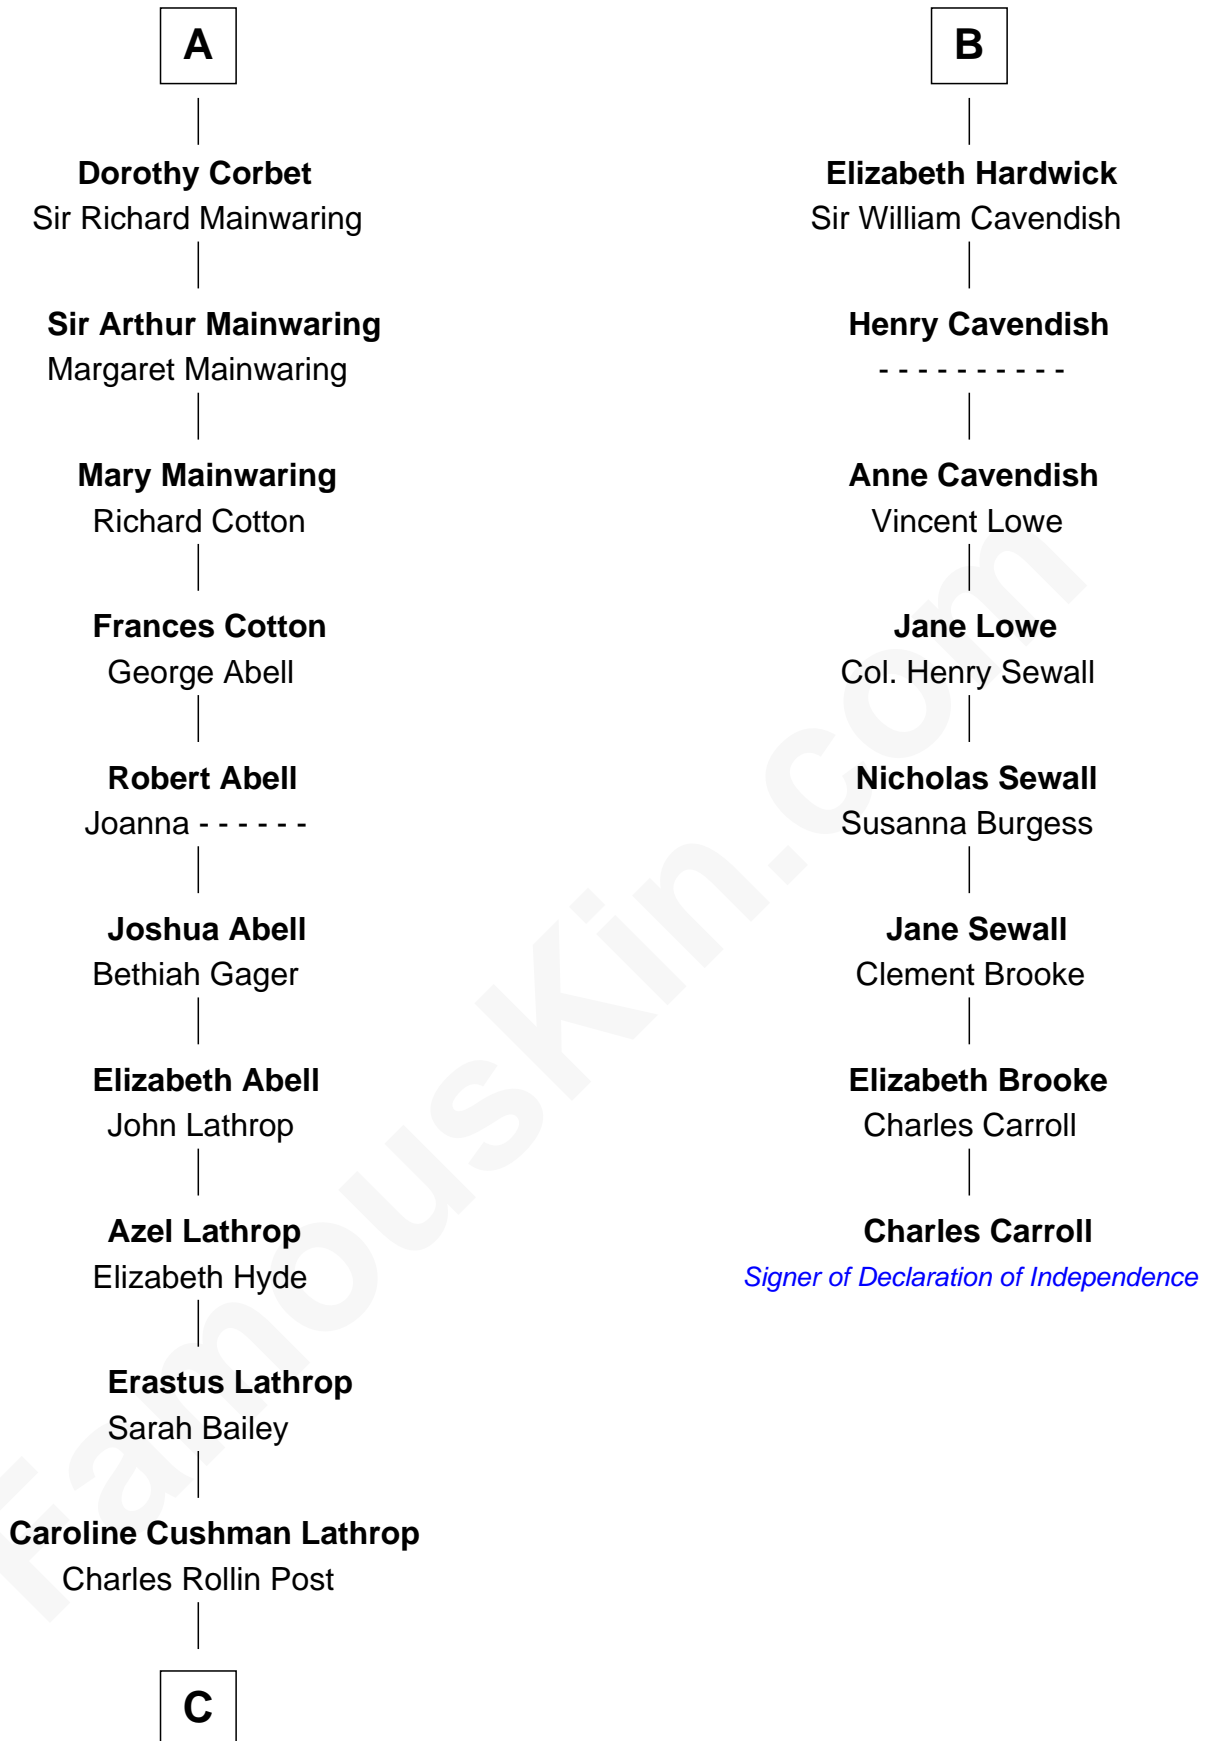 A
Dorothy Corbet
Sir Richard Mainwaring
Sir Arthur Mainwaring
Margaret Mainwaring
Mary Mainwaring
Richard Cotton
Frances Cotton
George Abell
Robert Abell
Joanna - - - - - -
Joshua Abell
Bethiah Gager
Elizabeth Abell
John Lathrop
Azel Lathrop
Elizabeth Hyde
Erastus Lathrop
Sarah Bailey
Caroline Cushman Lathrop
Charles Rollin Post
C
B
Elizabeth Hardwick
Sir William Cavendish
Henry Cavendish
- - - - - - - - - -
Anne Cavendish
Vincent Lowe
Jane Lowe
Col. Henry Sewall
Nicholas Sewall
Susanna Burgess
Jane Sewall
Clement Brooke
Elizabeth Brooke
Charles Carroll
Charles Carroll
Signer of Declaration of Independence
FamousKin.com